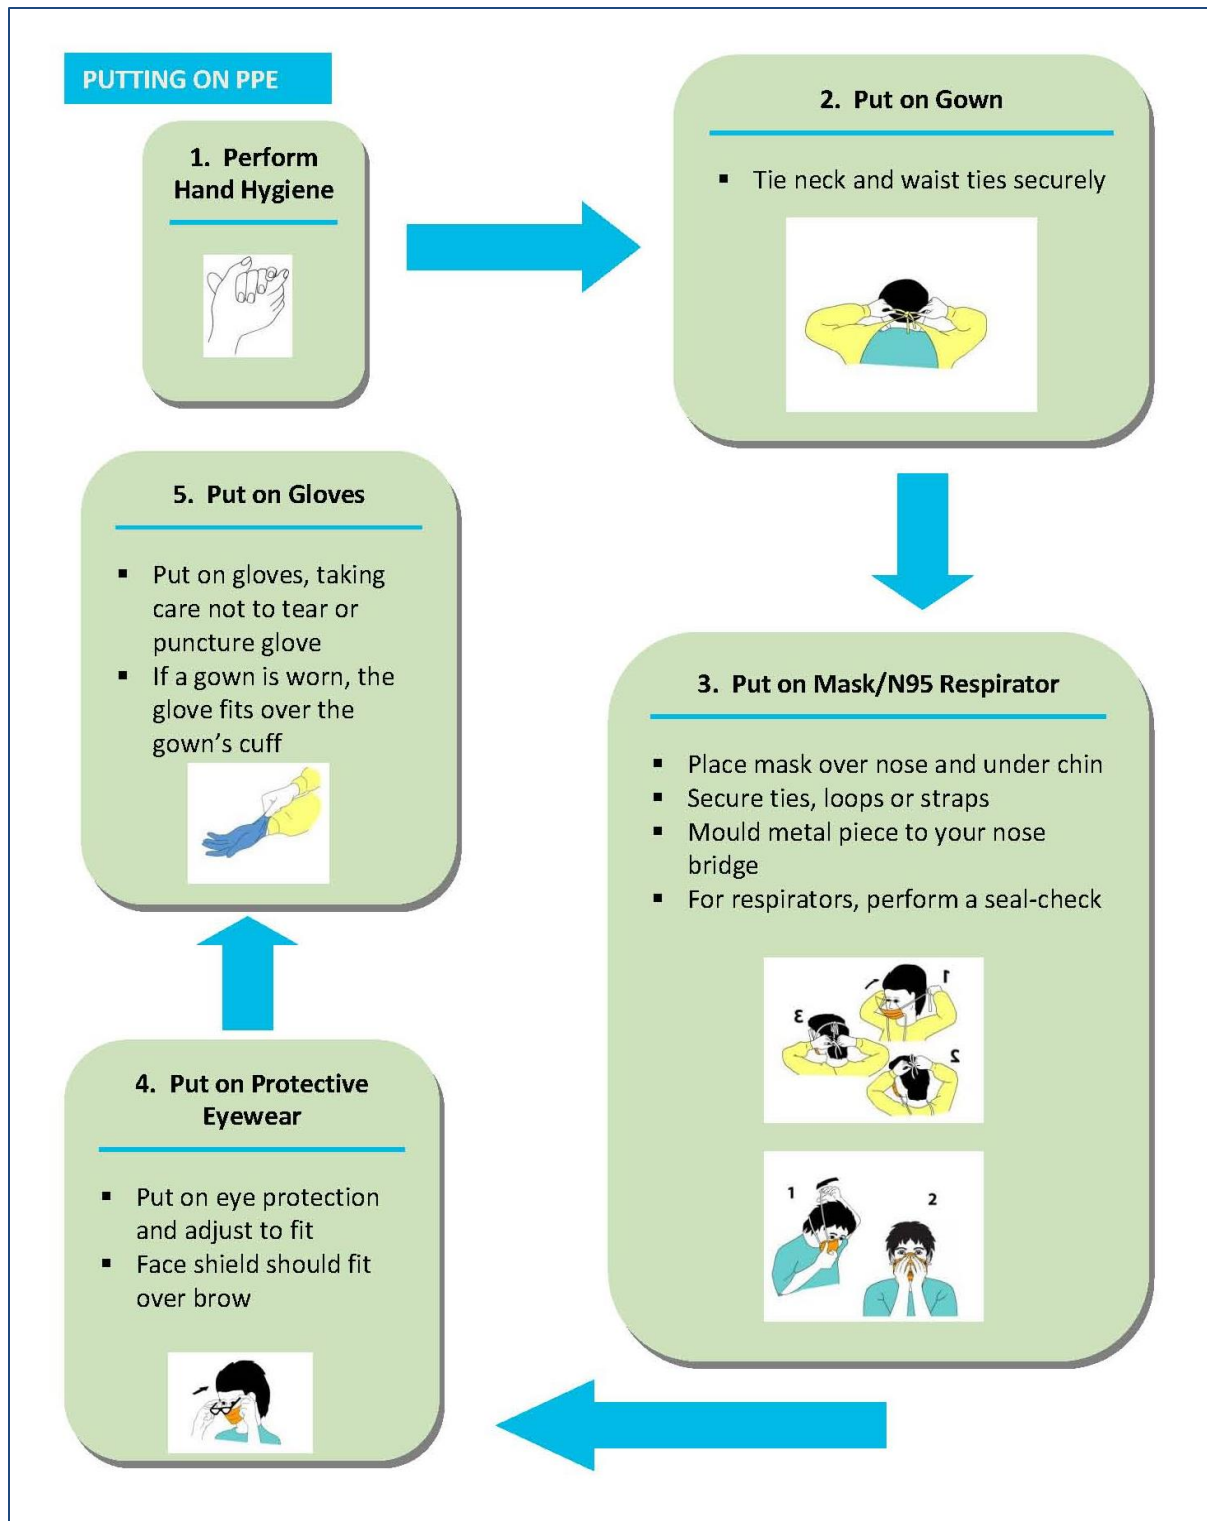 PUTTING ON PPE
1. Perform
Hand Hygiene
2. Put on Gown
▪ Tie neck and waist ties securely
3. Put on Mask/N95 Respirator
▪ Place mask over nose and under chin
▪ Secure ties, loops or straps
▪ Mould metal piece to your nose
bridge
▪ For respirators, perform a seal-check
1
2
3
1
2
4. Put on Protective
Eyewear
▪ Put on eye protection
and adjust to fit
▪ Face shield should fit
over brow
5. Put on Gloves
▪ Put on gloves, taking
care not to tear or
puncture glove
▪ If a gown is worn, the
glove fits over the
gown’s cuff